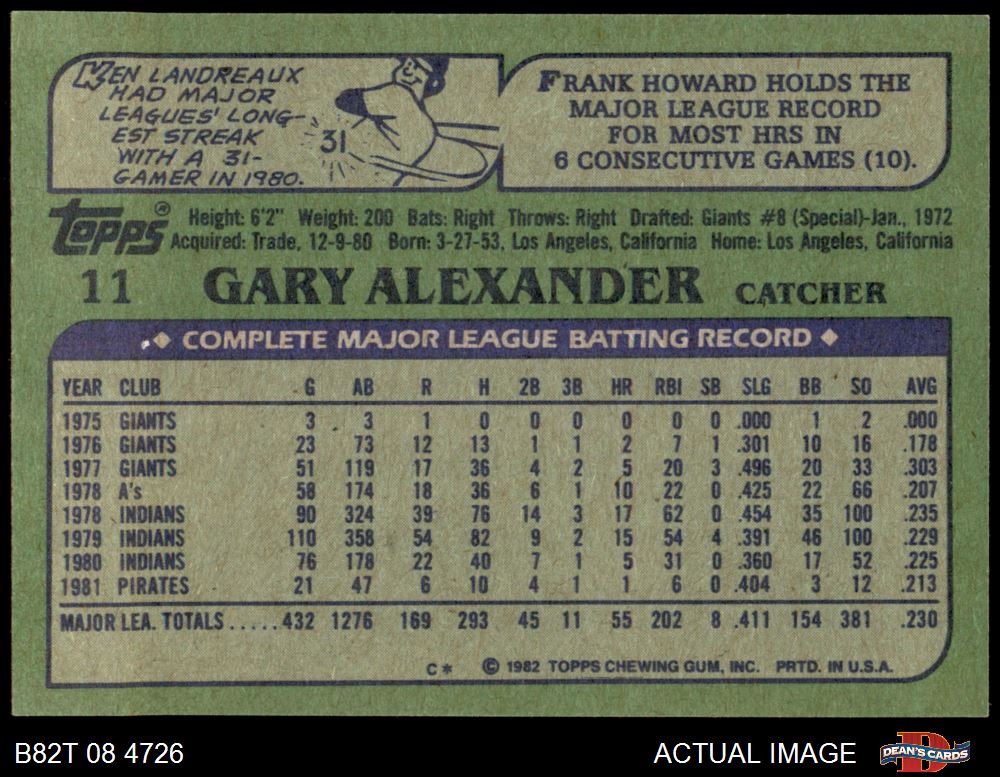 KEN LANDREAUX
HAD MAJOR
LEAGUES' LONG-
EST STREAK
WITH A 31-
GAMER IN 1980.
31
FRANK HOWARD HOLDS THE
MAJOR LEAGUE RECORD
FOR MOST HRS IN
6 CONSECUTIVE GAMES (10).
topps®
Height: 6'2" Weight: 200 Bats: Right Throws: Right Drafted: Giants #8 (Special)-Jan., 1972
Acquired: Trade, 12-9-80 Born: 3-27-53, Los Angeles, California Home: Los Angeles, California
11 GARY ALEXANDER CATCHER
COMPLETE MAJOR LEAGUE BATTING RECORD
YEAR CLUB G AB R H 2B 3B HR RBI SB SLG BB SO AVG
1975 GIANTS 3 3 1 0 0 0 0 0 0 .000 1 2 .000
1976 GIANTS 23 73 12 13 1 1 2 7 1 .301 10 16 .178
1977 GIANTS 51 119 17 36 4 2 5 20 3 .496 20 33 .303
1978 A's 58 174 18 36 6 1 10 22 0 .425 22 66 .207
1978 INDIANS 90 324 39 76 14 3 17 62 0 .454 35 100 .235
1979 INDIANS 110 358 54 82 9 2 15 54 4 .391 46 100 .229
1980 INDIANS 76 178 22 40 7 1 5 31 0 .360 17 52 .225
1981 PIRATES 21 47 6 10 4 1 1 6 0 .404 3 12 .213
MAJOR LEA. TOTALS.....432 1276 169 293 45 11 55 202 8 .411 154 381 .230
C* © 1982 TOPPS CHEWING GUM, INC. PRTD. IN U.S.A.
B82T 08 4726 ACTUAL IMAGE DEAN'S CARDS